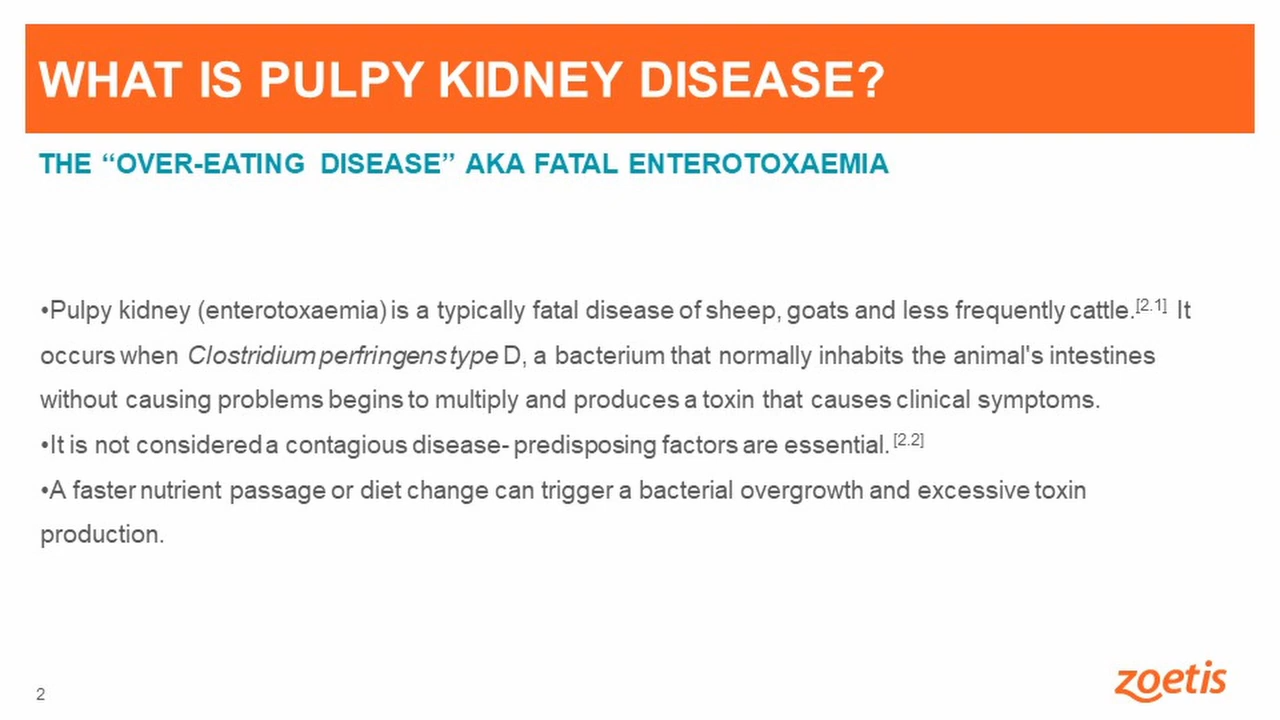 WHAT IS PULPY KIDNEY DISEASE?
THE “OVER-EATING DISEASE” AKA FATAL ENTEROTOXAEMIA
•Pulpy kidney (enterotoxaemia) is a typically fatal disease of sheep, goats and less frequently cattle.[2.1] It
occurs when Clostridium perfringens type D, a bacterium that normally inhabits the animal's intestines
without causing problems begins to multiply and produces a toxin that causes clinical symptoms.
•It is not considered a contagious disease- predisposing factors are essential. [2.2]
•A faster nutrient passage or diet change can trigger a bacterial overgrowth and excessive toxin
production.
2
zoetis